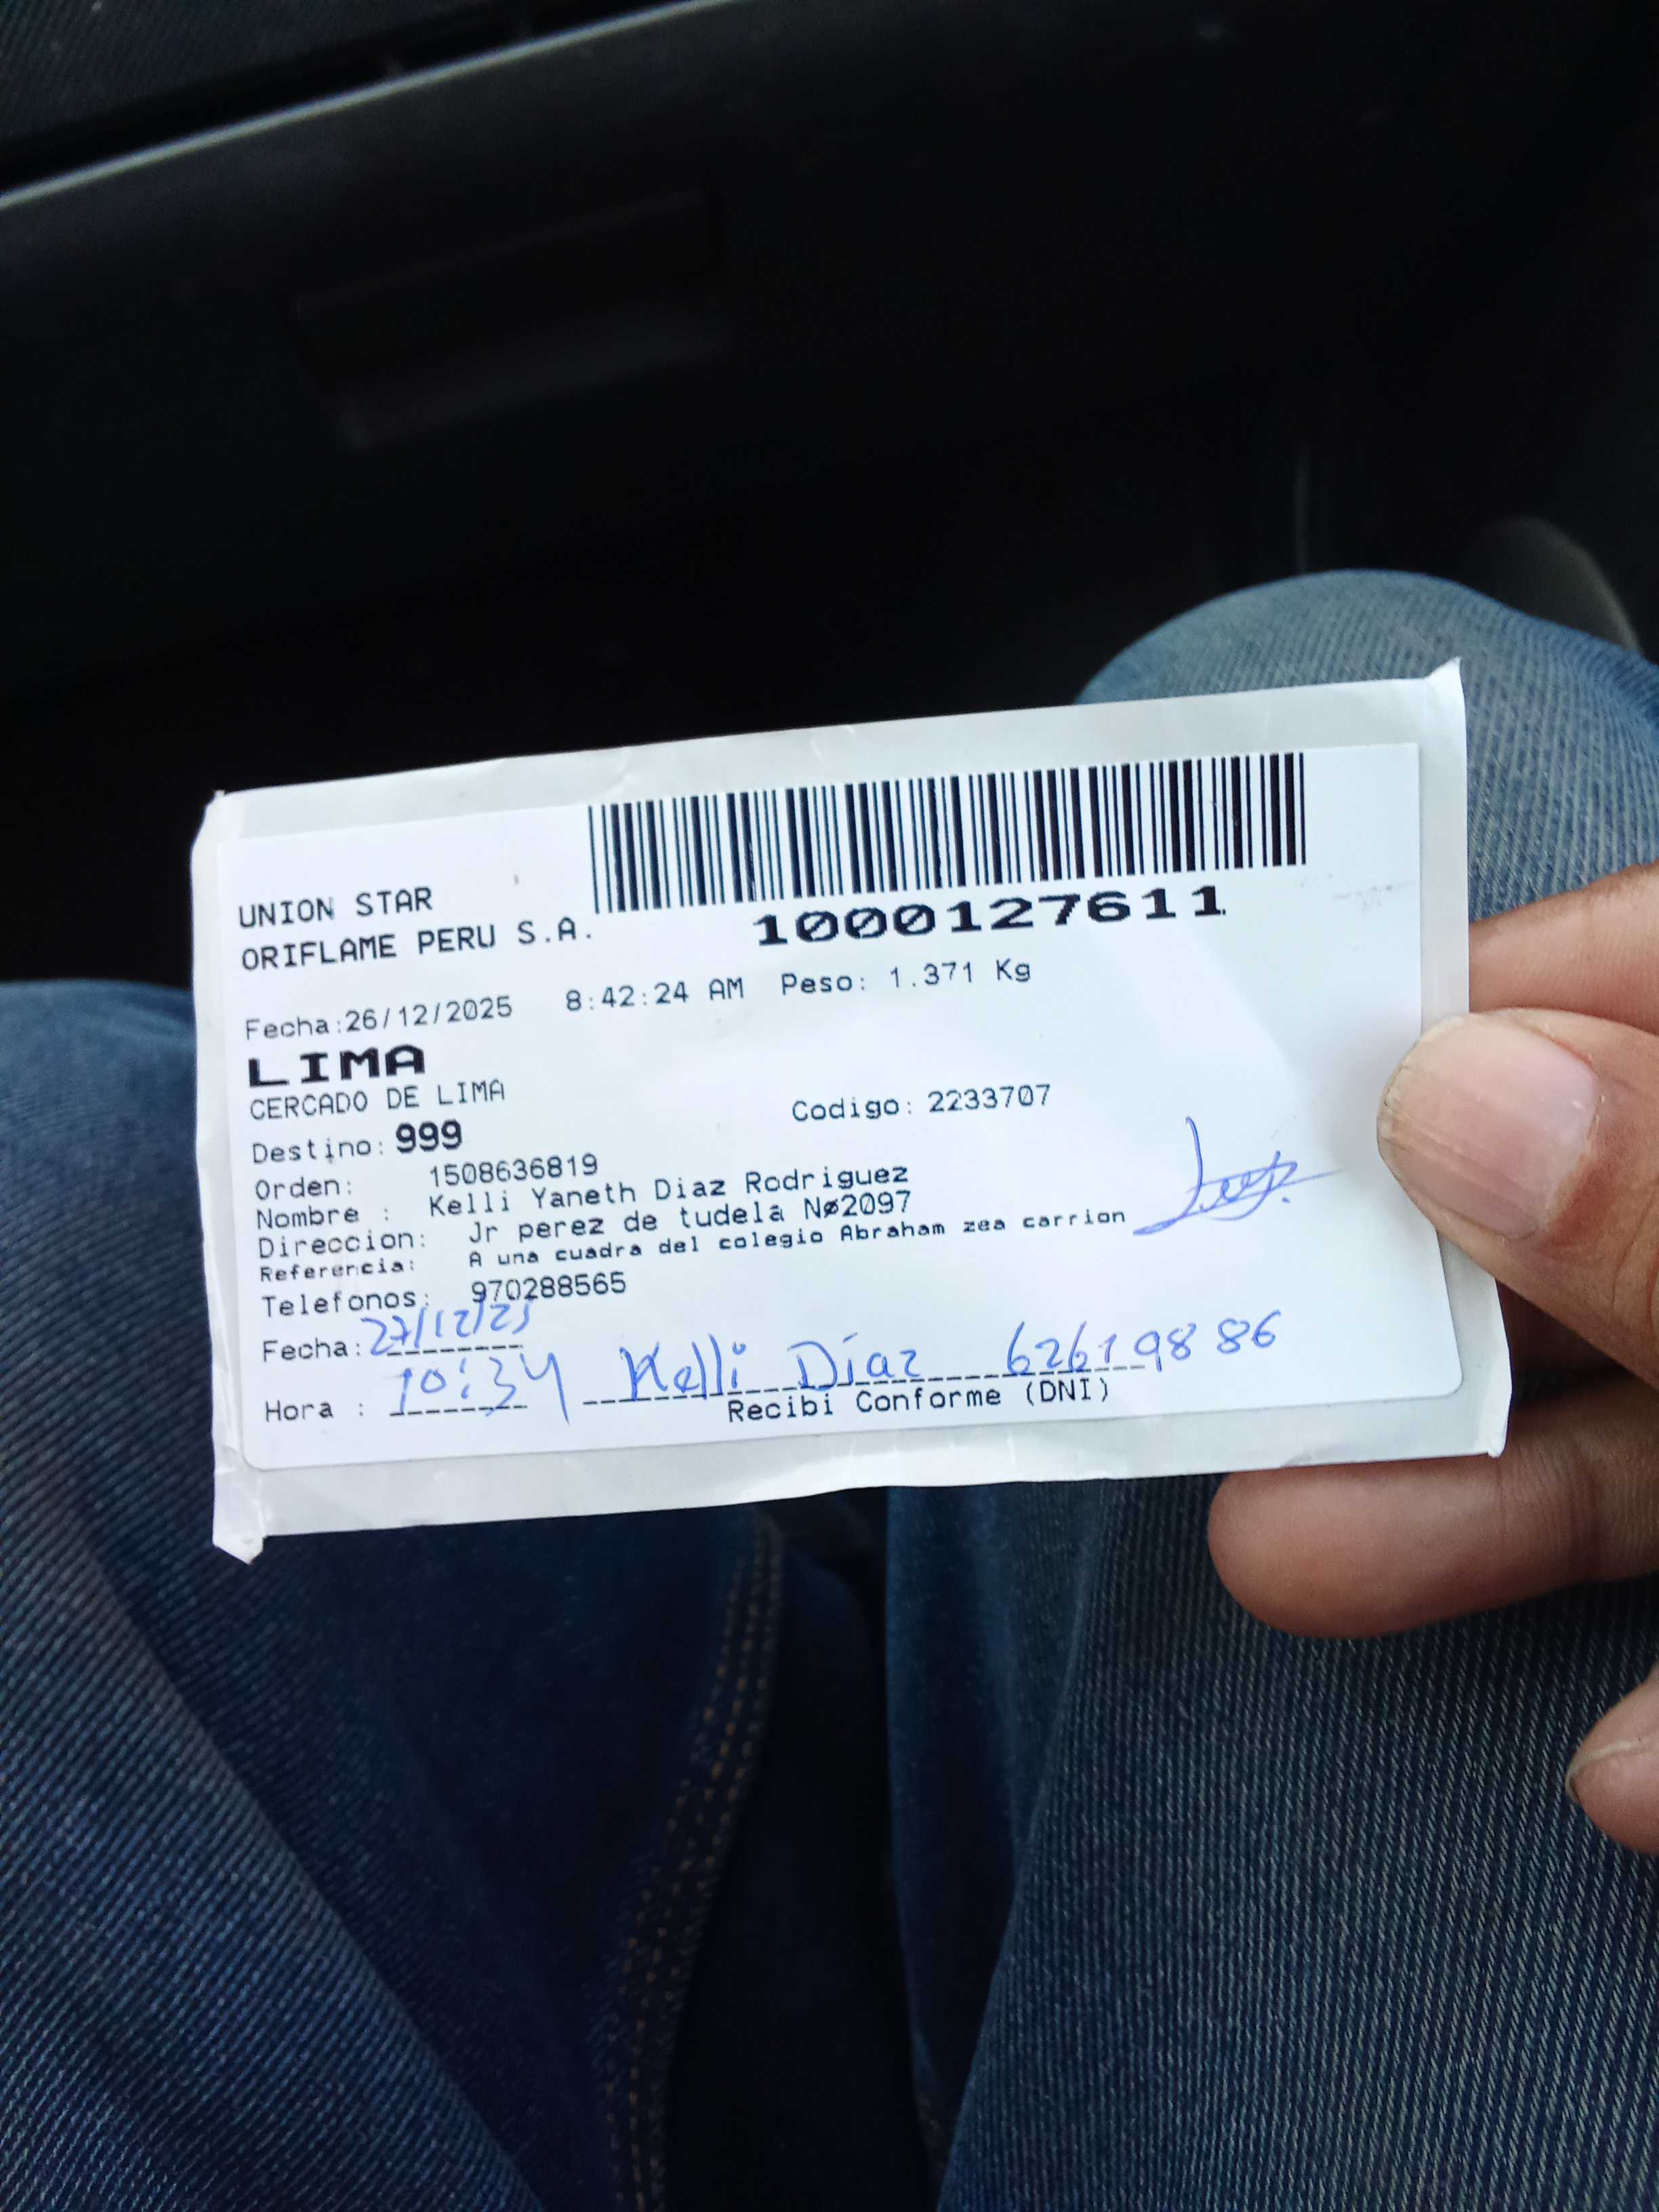 UNION STAR
ORIFLAME PERU S.A.
1000127611
Fecha:26/12/2025 8:42:24 AM Peso: 1.371 Kg
LIMA
CERCADO DE LIMA
Codigo: 2233707
Destino: 999
Orden: 1508636819
Nombre : Kelli Yaneth Diaz Rodriguez
Direccion: Jr perez de tudela Nø2097
Referencia: A una cuadra del colegio Abraham zea carrion
Telefonos: 970288565
Fecha: 27/12/25
Hora : 10:34 Kelli Díaz 62619886
Recibi Conforme (DNI)